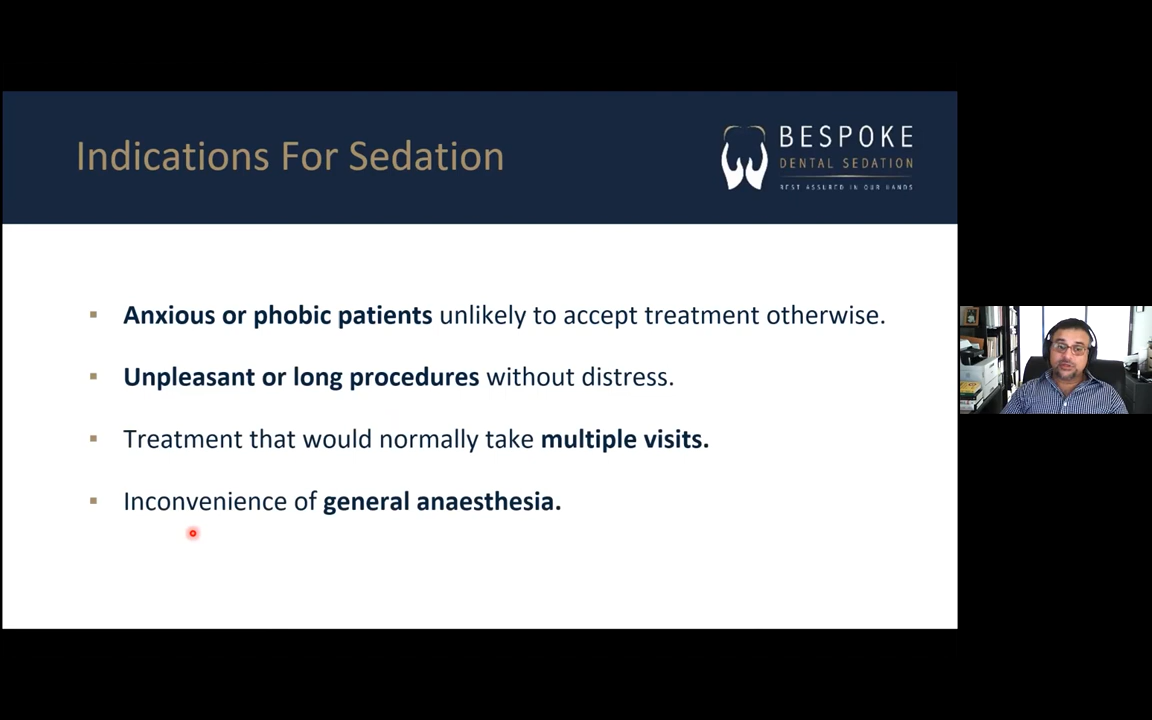 Indications For Sedation
BESPOKE
DENTAL SEDATION
REST ASSURED IN OUR HANDS
▪ Anxious or phobic patients unlikely to accept treatment otherwise.
▪ Unpleasant or long procedures without distress.
▪ Treatment that would normally take multiple visits.
▪ Inconvenience of general anaesthesia.